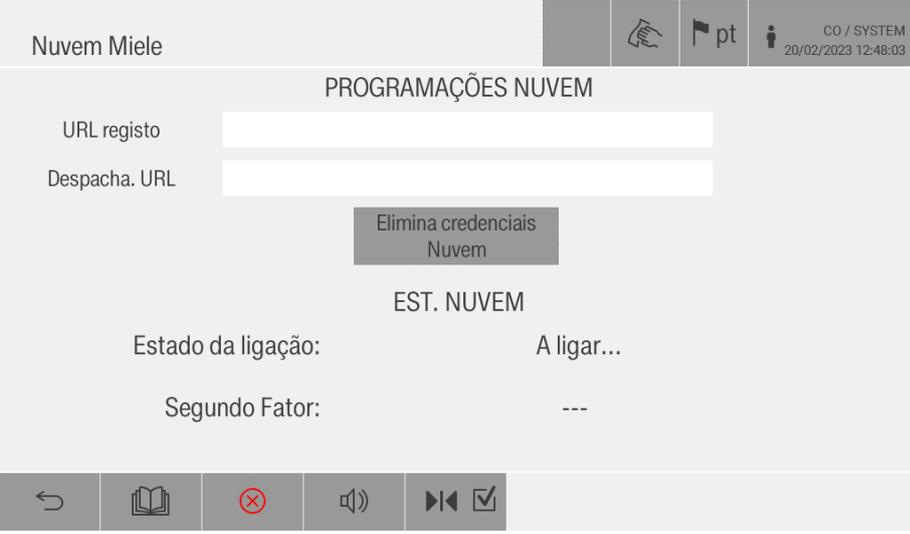 Nuvem Miele
pt
CO / SYSTEM
20/02/2023 12:48:03
PROGRAMAÇÕES NUVEM
URL registo
Despacha. URL
Elimina credenciais
Nuvem
EST. NUVEM
Estado da ligação: A ligar...
Segundo Fator: ---